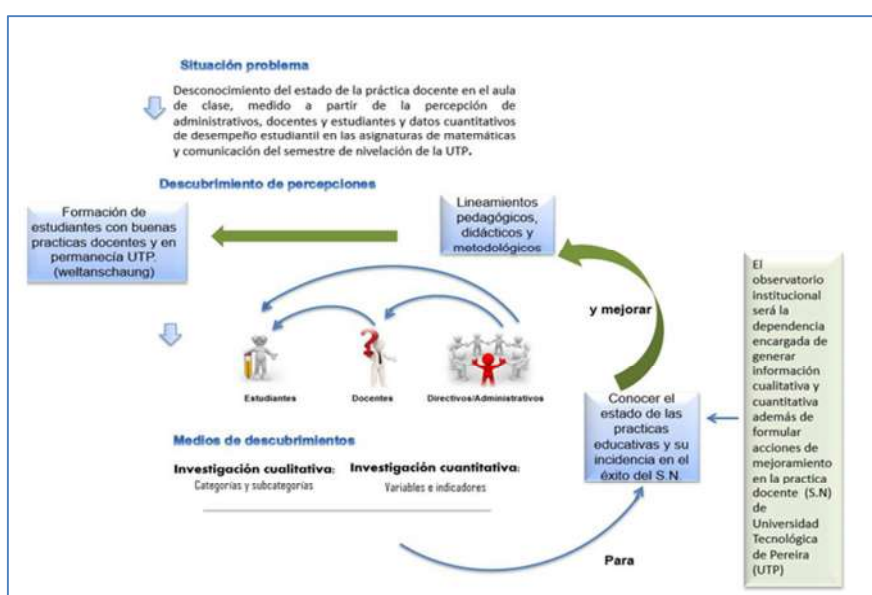 Situación problema
Desconocimiento del estado de la práctica docente en el aula
de clase, medido a partir de la percepción de
administrativos, docentes y estudiantes y datos cuantitativos
de desempeño estudiantil en las asignaturas de matemáticas
y comunicación del semestre de nivelación de la UTP.
Descubrimiento de percepciones
Formación de
estudiantes con buenas
practicas docentes y en
permanecía UTP.
(weltanschaung)
Lineamientos
pedagógicos,
didácticos y
metodológicos
y mejorar
Estudiantes
Docentes
Directivos/Administrativos
Medios de descubrimientos
Investigación cualitativa:
Categorías y subcategorías
Investigación cuantitativa:
Variables e indicadores
Para
Conocer el
estado de las
practicas
educativas y su
incidencia en el
éxito del S.N.
El
observatorio
institucional
será la
dependencia
encargada de
generar
información
cualitativa y
cuantitativa
además de
formular
acciones de
mejoramiento
en la practica
docente (S.N)
de
Universidad
Tecnológica
de Pereira
(UTP)